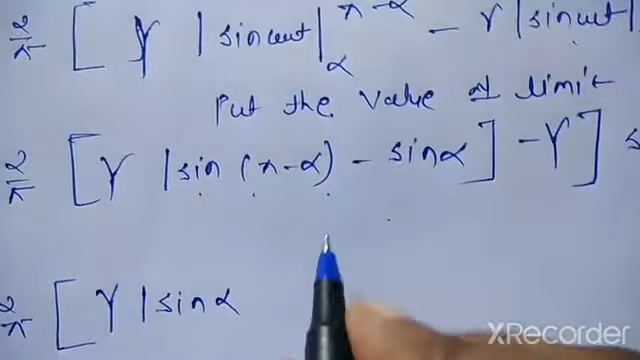 2/π [ γ |sin ωt|_α^{π-α} - γ |sin ωt|
Put the value of limit
2/π [ γ |sin (π-α) - sin α ] - γ ] s
2/π [ γ | sin α
XRecorder